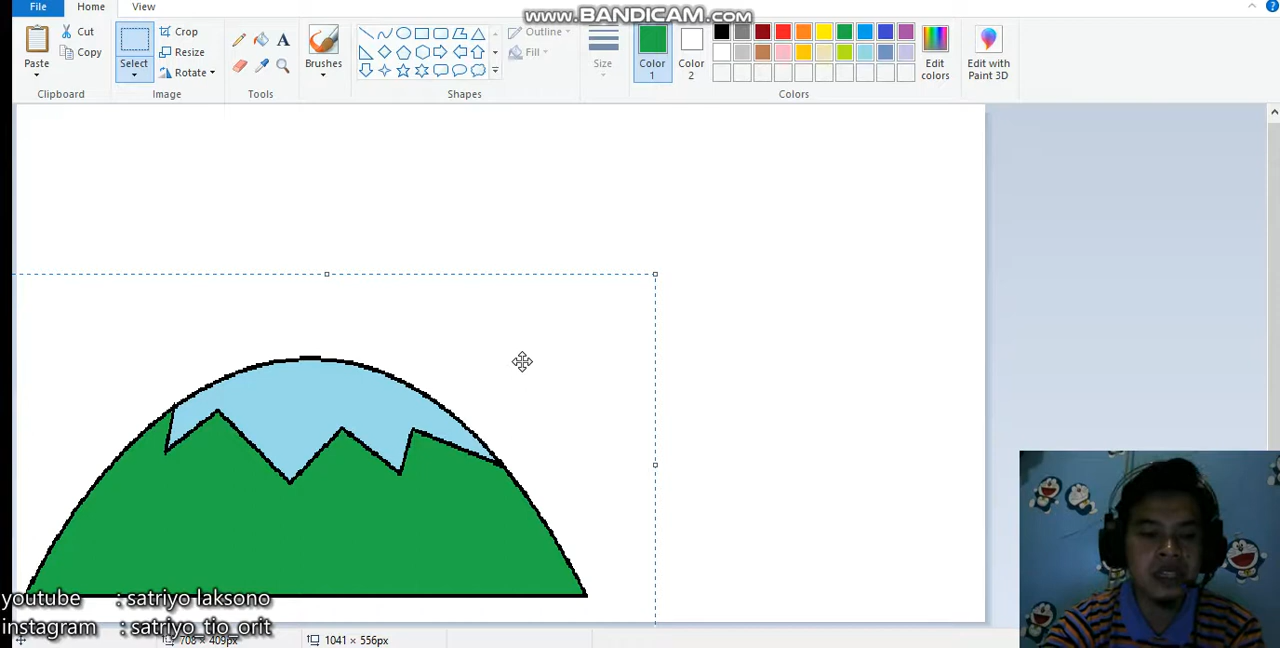 www.BANDICAM.com
File Home View
Paste Cut Copy Clipboard
Select Crop Resize Rotate Image
A Tools
Brushes
Outline Fill Shapes
Size
Color 1
Color 2
Edit colors
Colors
Edit with Paint 3D
youtube : satriyo laksono
instagram : satriyo_tio_orit
708 × 409px
1041 × 556px